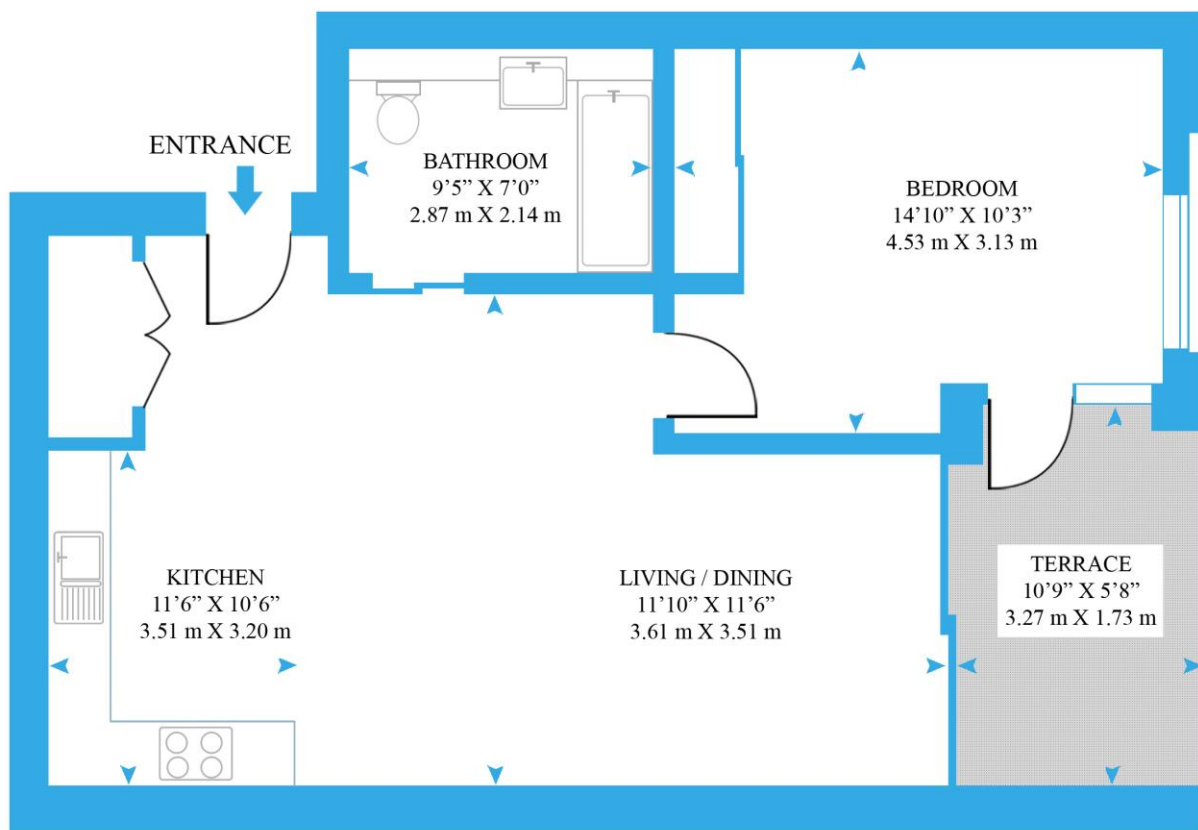 ENTRANCE
BATHROOM
9’5” X 7’0”
2.87 m X 2.14 m
BEDROOM
14’10” X 10’3”
4.53 m X 3.13 m
KITCHEN
11’6” X 10’6”
3.51 m X 3.20 m
LIVING / DINING
11’10” X 11’6”
3.61 m X 3.51 m
TERRACE
10’9” X 5’8”
3.27 m X 1.73 m